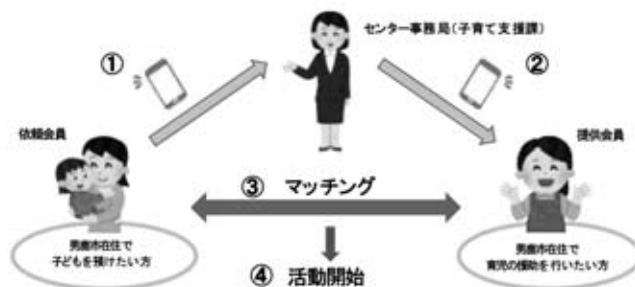 センター事務局（子育て支援課）
①
②
依頼会員
提供会員
③ マッチング
男鹿市在住で
子どもを預けたい方
男鹿市在住で
育児の援助を行いたい方
④ 活動開始